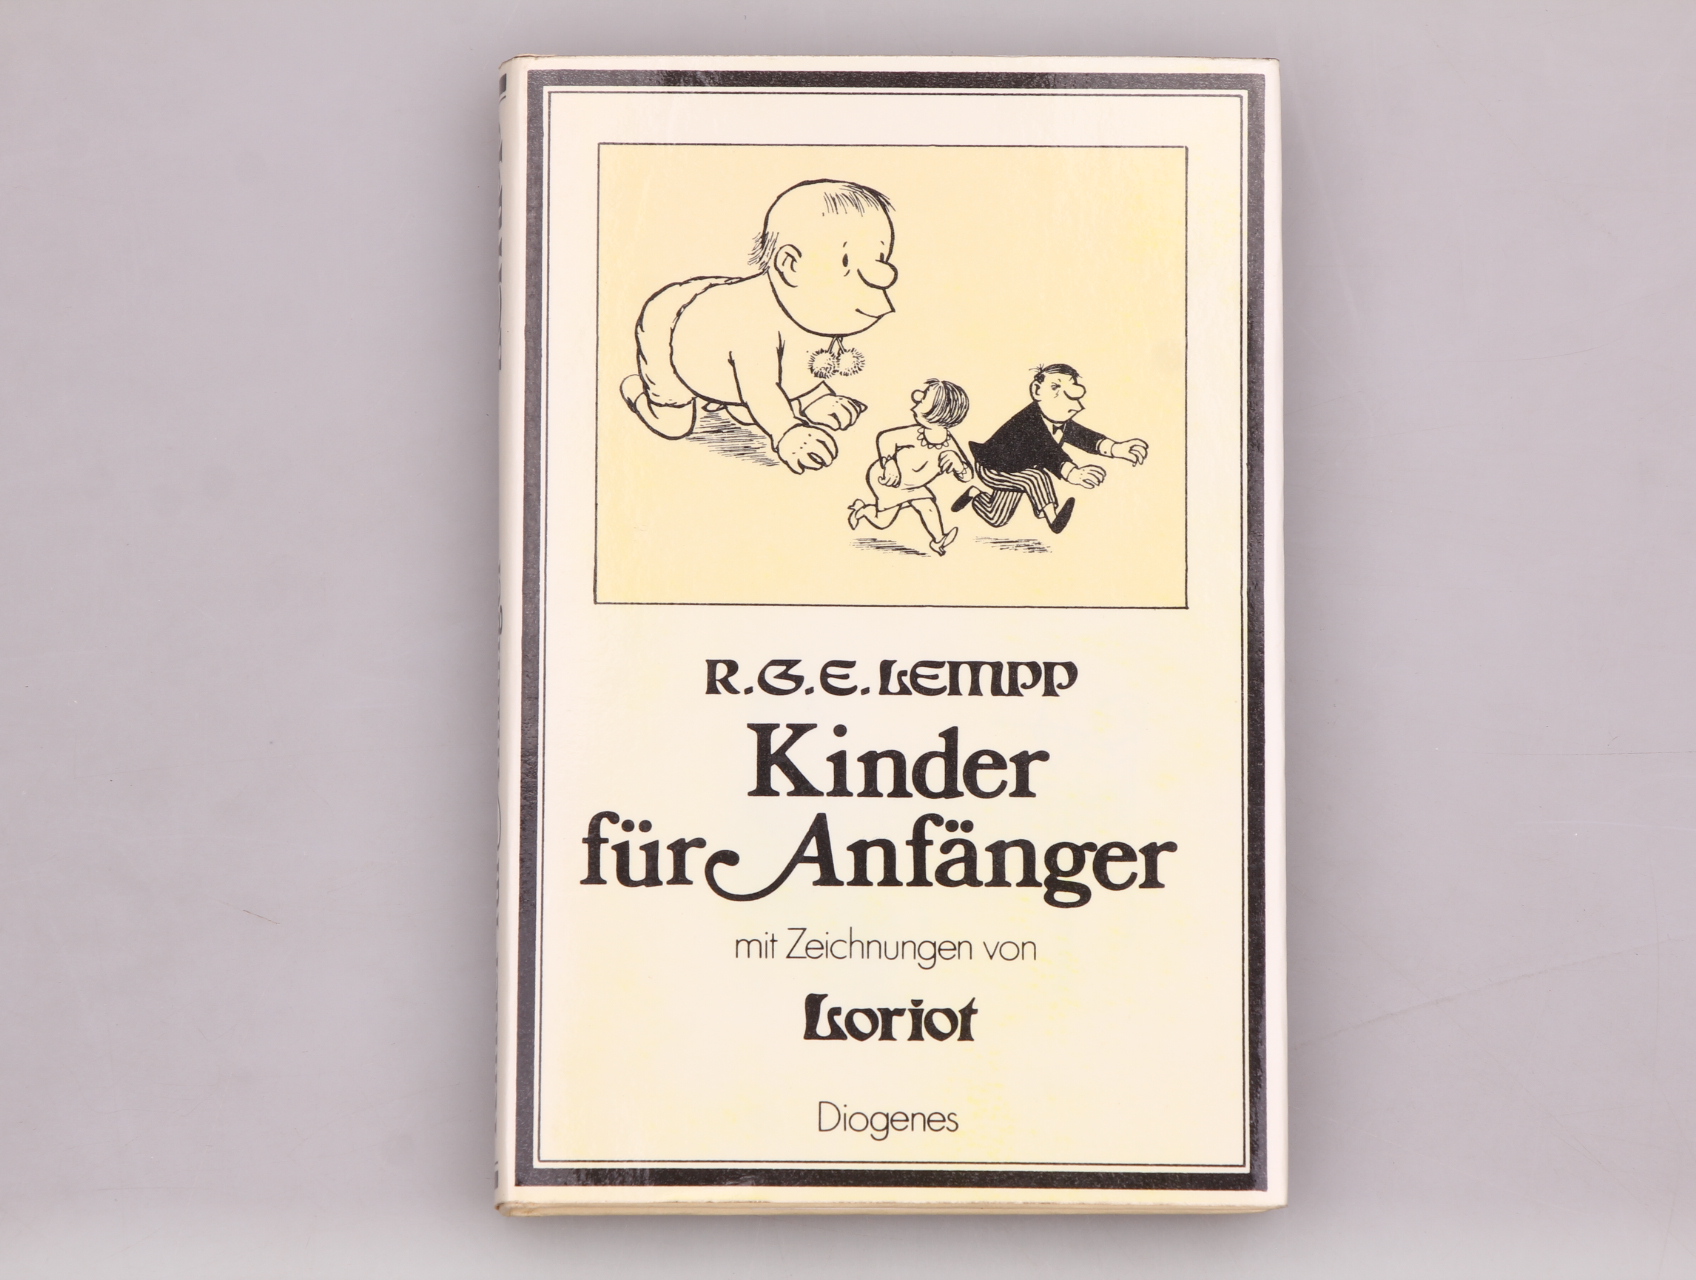 R.G.E. LEMPP
Kinder
für Anfänger
mit Zeichnungen von
Loriot
Diogenes